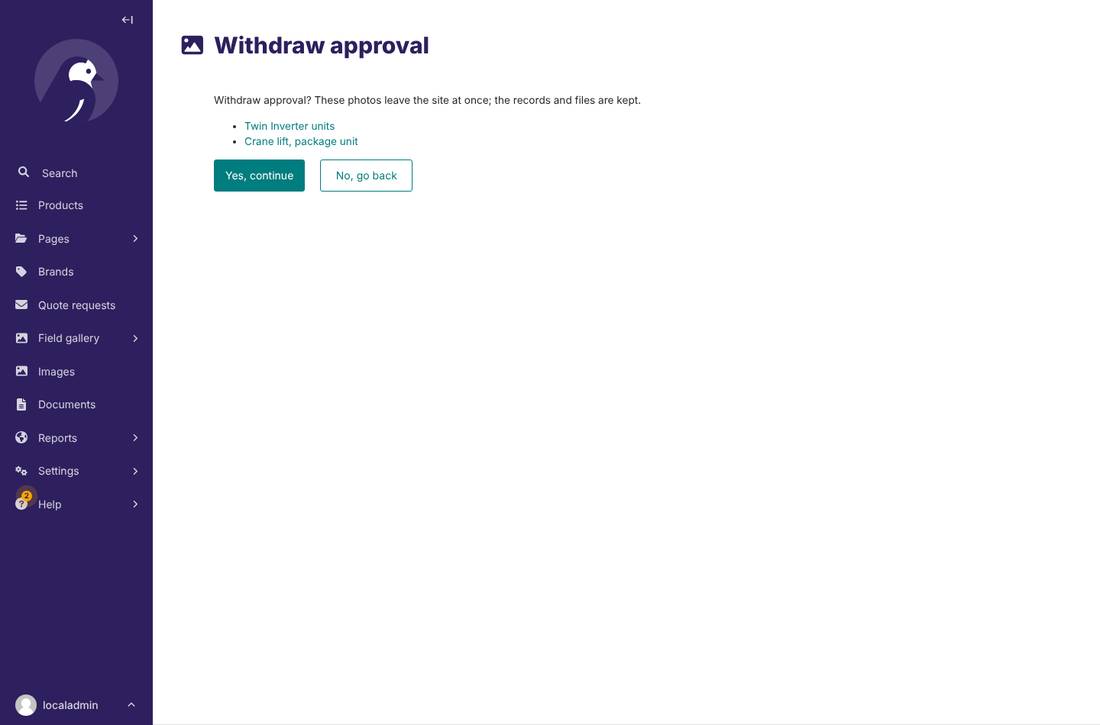 Withdraw approval
Withdraw approval? These photos leave the site at once; the records and files are kept.
Twin Inverter units
Crane lift, package unit
Yes, continue
No, go back
Search
Products
Pages
Brands
Quote requests
Field gallery
Images
Documents
Reports
Settings
2
Help
localadmin